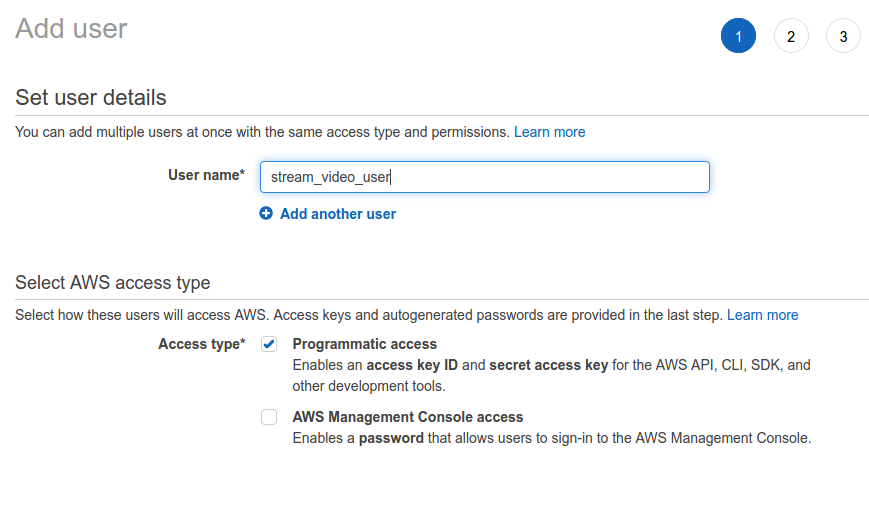 Add user
1 2 3
Set user details
You can add multiple users at once with the same access type and permissions. Learn more
User name* stream_video_user
Add another user
Select AWS access type
Select how these users will access AWS. Access keys and autogenerated passwords are provided in the last step. Learn more
Access type* Programmatic access
Enables an access key ID and secret access key for the AWS API, CLI, SDK, and
other development tools.
AWS Management Console access
Enables a password that allows users to sign-in to the AWS Management Console.